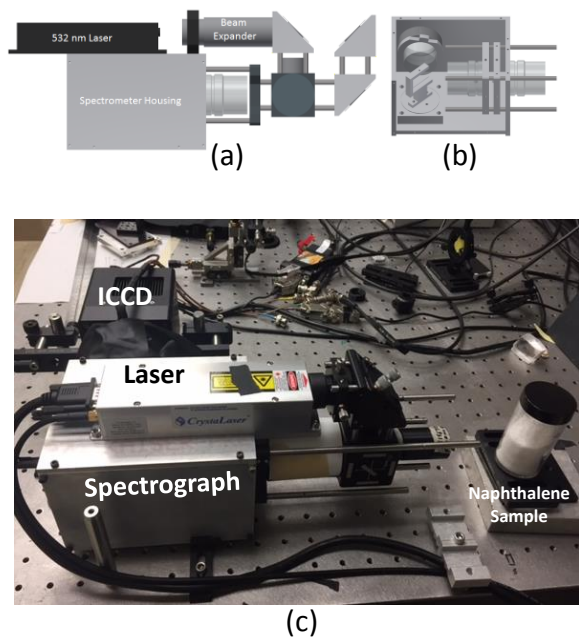 532 nm Laser
Beam
Expander
Spectrometer Housing
(a)
(b)
ICCD
Laser
CrystaLaser
Spectrograph
Naphthalene
Sample
(c)